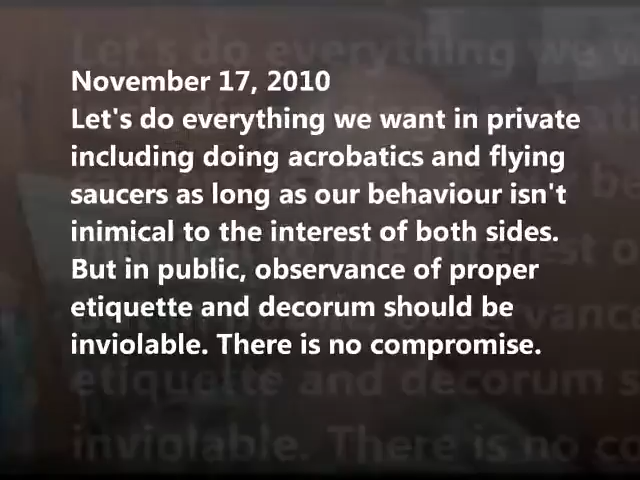 November 17, 2010
Let's do everything we want in private
including doing acrobatics and flying
saucers as long as our behaviour isn't
inimical to the interest of both sides.
But in public, observance of proper
etiquette and decorum should be
inviolable. There is no compromise.